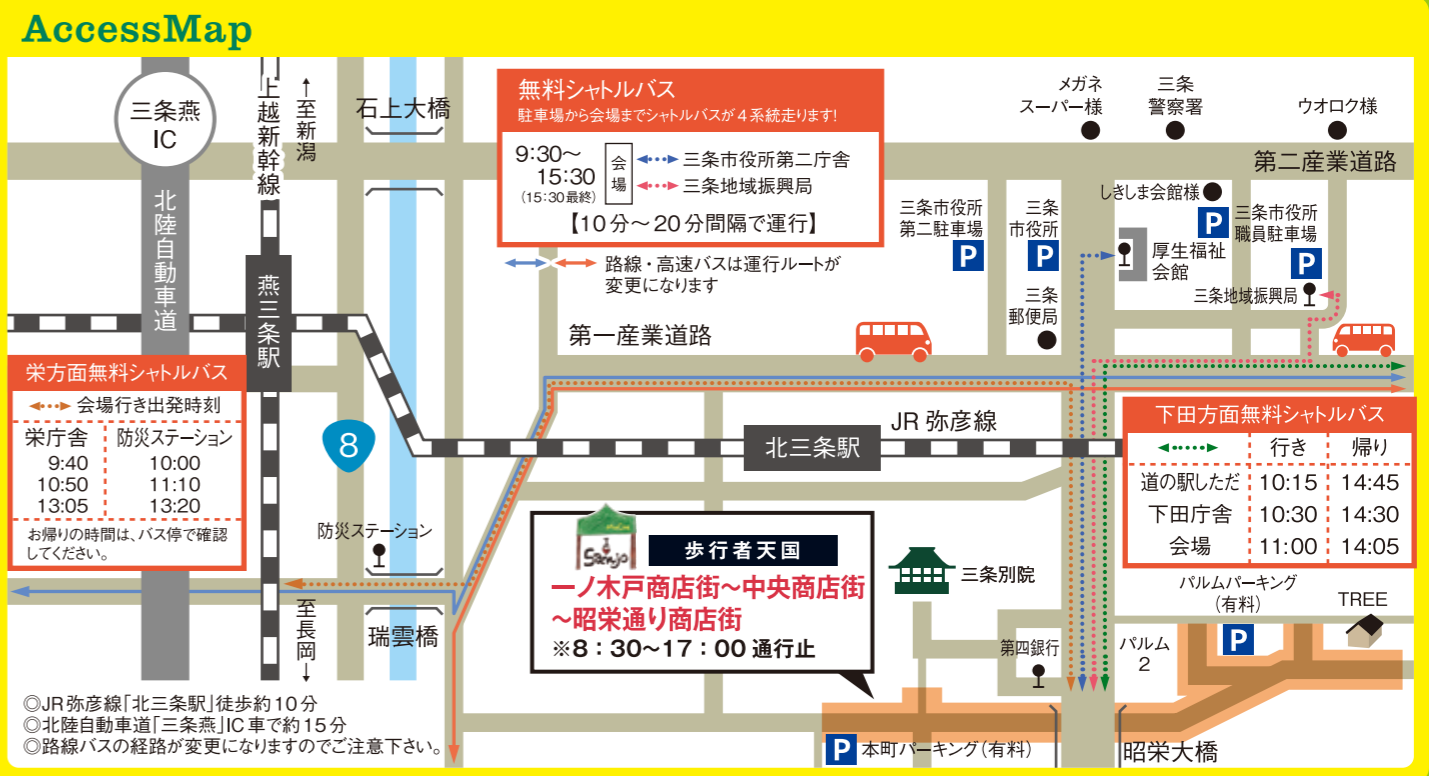 AccessMap
三条燕
IC
北陸自動車道
上越新幹線
↑至新潟
石上大橋
無料シャトルバス
駐車場から会場までシャトルバスが4系統走ります!
9:30〜
15:30
(15:30最終)
会場
三条市役所第二庁舎
三条地域振興局
【10分〜20分間隔で運行】
路線・高速バスは運行ルートが
変更になります
メガネ
スーパー様
三条
警察署
ウオロク様
第二産業道路
しきしま会館様
三条市役所
第二駐車場
P
三条
市役所
P
P
三条市役所
職員駐車場
P
厚生福祉
会館
三条地域振興局
三条
郵便局
第一産業道路
燕三条駅
栄方面無料シャトルバス
会場行き出発時刻
栄庁舎 防災ステーション
9:40 10:00
10:50 11:10
13:05 13:20
お帰りの時間は、バス停で確認
してください。
8
JR弥彦線
北三条駅
下田方面無料シャトルバス
行き 帰り
道の駅しただ 10:15 14:45
下田庁舎 10:30 14:30
会場 11:00 14:05
防災ステーション
Sanjo
歩行者天国
一ノ木戸商店街〜中央商店街
〜昭栄通り商店街
※8:30〜17:00通行止
三条別院
パルムパーキング
(有料)
P
TREE
至長岡↓
瑞雲橋
第四銀行
パルム
2
◎JR弥彦線「北三条駅」徒歩約10分
◎北陸自動車道「三条燕」IC車で約15分
◎路線バスの経路が変更になりますのでご注意下さい。
P 本町パーキング(有料)
昭栄大橋